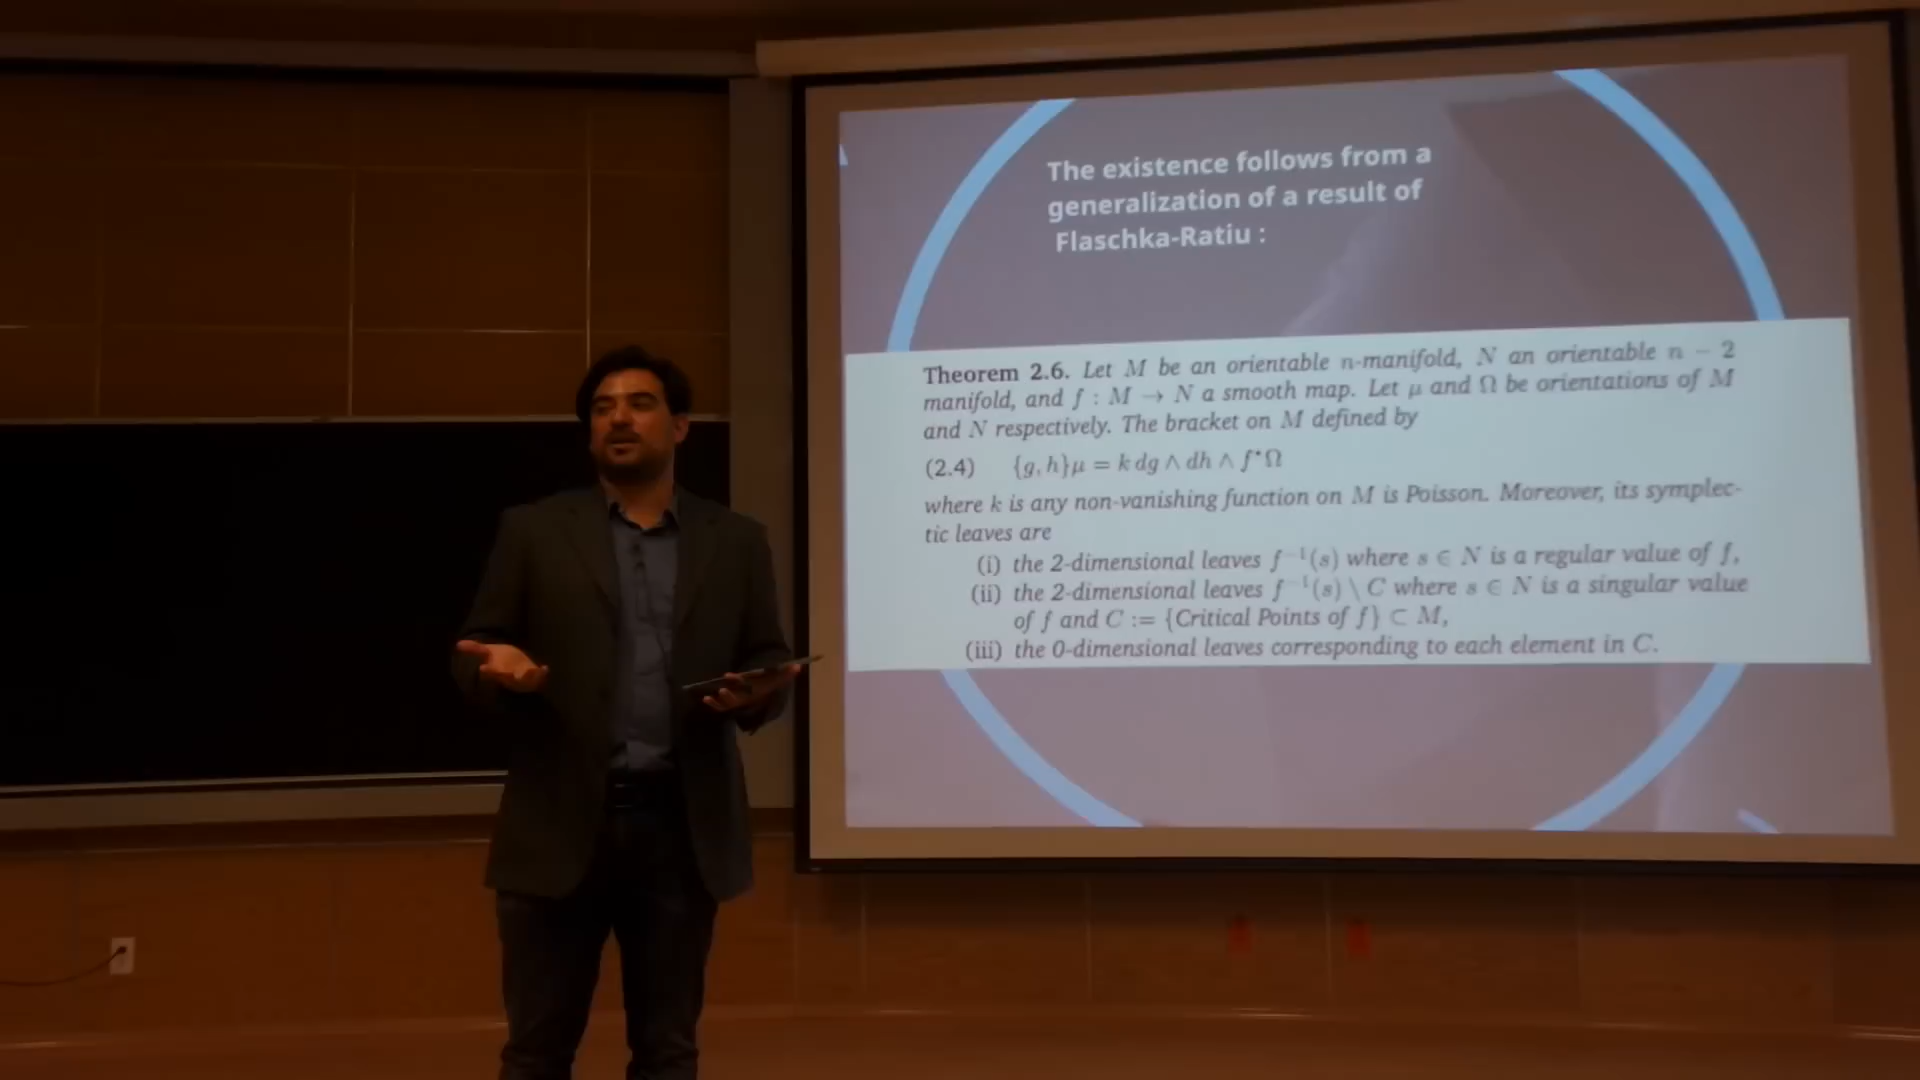 The existence follows from a
generalization of a result of
Flaschka-Ratiu :
Theorem 2.6. Let M be an orientable n-manifold, N an orientable n − 2
manifold, and f : M → N a smooth map. Let μ and Ω be orientations of M
and N respectively. The bracket on M defined by
(2.4) {g, h}μ = k dg ∧ dh ∧ f*Ω
where k is any non-vanishing function on M is Poisson. Moreover, its symplec-
tic leaves are
(i) the 2-dimensional leaves f⁻¹(s) where s ∈ N is a regular value of f,
(ii) the 2-dimensional leaves f⁻¹(s) \ C where s ∈ N is a singular value
of f and C := {Critical Points of f} ⊂ M,
(iii) the 0-dimensional leaves corresponding to each element in C.